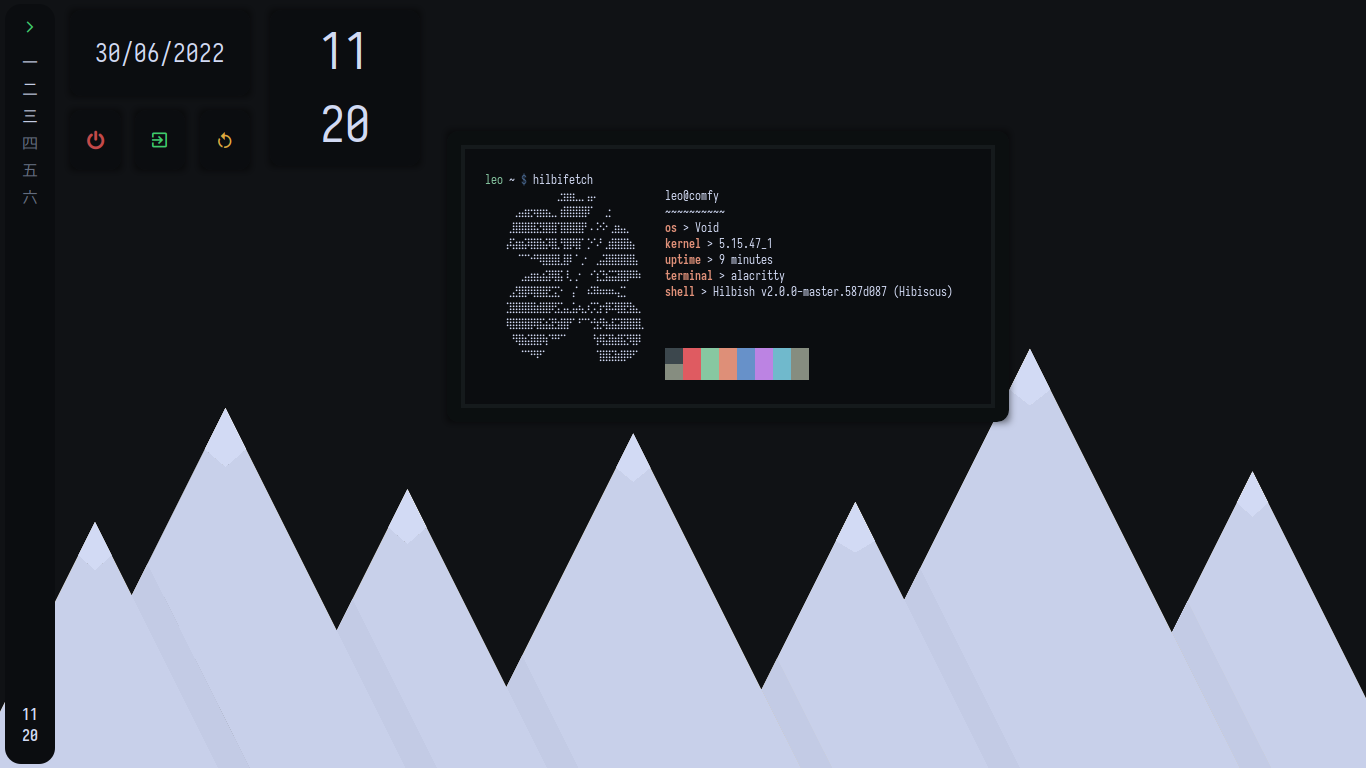 一
二
三
四
五
六
11
20
30/06/2022
11
20
leo ~ $ hilbifetch
leo@comfy
~~~~~~~~~~
os > Void
kernel > 5.15.47_1
uptime > 9 minutes
terminal > alacritty
shell > Hilbish v2.0.0-master.587d087 (Hibiscus)